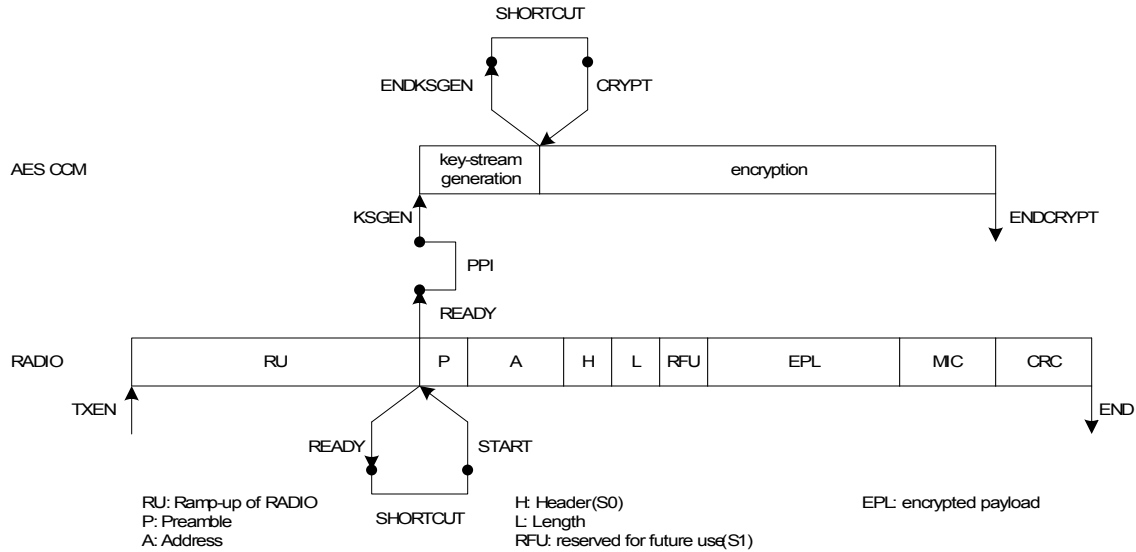 SHORTCUT
ENDKSGEN
CRYPT
AES CCM
key-stream
generation
encryption
KSGEN
ENDCRYPT
PPI
READY
RADIO
RU
P
A
H
L
RFU
EPL
MIC
CRC
TXEN
END
READY
START
SHORTCUT
RU: Ramp-up of RADIO
P: Preamble
A: Address
H: Header(S0)
L: Length
RFU: reserved for future use(S1)
EPL: encrypted payload